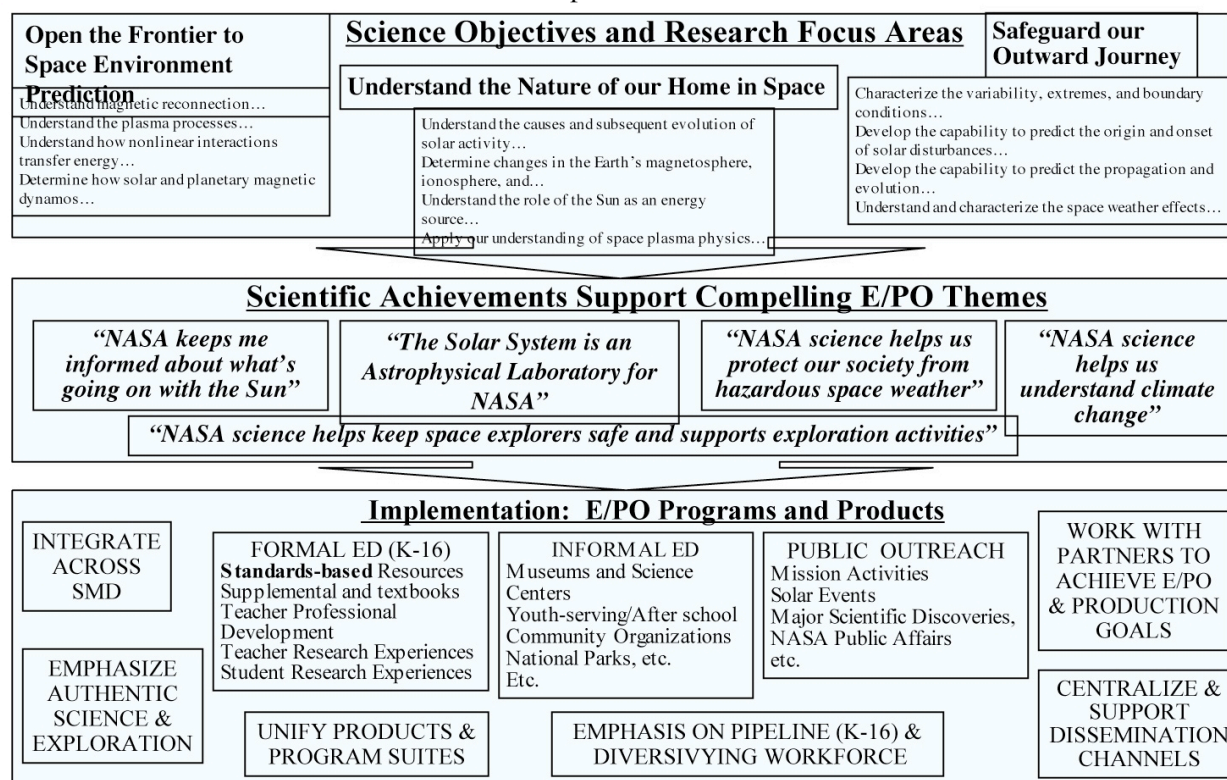 Science Objectives and Research Focus Areas
Open the Frontier to
Space Environment
Prediction
Understand magnetic reconnection…
Understand the plasma processes…
Understand how nonlinear interactions
transfer energy…
Determine how solar and planetary magnetic
dynamos…
Understand the Nature of our Home in Space
Understand the causes and subsequent evolution of
solar activity…
Determine changes in the Earth's magnetosphere,
ionosphere, and…
Understand the role of the Sun as an energy
source…
Apply our understanding of space plasma physics…
Safeguard our
Outward Journey
Characterize the variability, extremes, and boundary
conditions…
Develop the capability to predict the origin and onset
of solar disturbances…
Develop the capability to predict the propagation and
evolution…
Understand and characterize the space weather effects…
Scientific Achievements Support Compelling E/PO Themes
“NASA keeps me
informed about what's
going on with the Sun”
“The Solar System is an
Astrophysical Laboratory for
NASA”
“NASA science helps us
protect our society from
hazardous space weather”
“NASA science
helps us
understand climate
change”
“NASA science helps keep space explorers safe and supports exploration activities”
Implementation:  E/PO Programs and Products
INTEGRATE
ACROSS
SMD
EMPHASIZE
AUTHENTIC
SCIENCE &
EXPLORATION
FORMAL ED (K-16)
Standards-based Resources
Supplemental and textbooks
Teacher Professional
Development
Teacher Research Experiences
Student Research Experiences
INFORMAL ED
Museums and Science
Centers
Youth-serving/After school
Community Organizations
National Parks, etc.
Etc.
PUBLIC  OUTREACH
Mission Activities
Solar Events
Major Scientific Discoveries,
NASA Public Affairs
etc.
WORK WITH
PARTNERS TO
ACHIEVE E/PO
& PRODUCTION
GOALS
CENTRALIZE &
SUPPORT
DISSEMINATION
CHANNELS
UNIFY PRODUCTS &
PROGRAM SUITES
EMPHASIS ON PIPELINE (K-16) &
DIVERSIVYING WORKFORCE